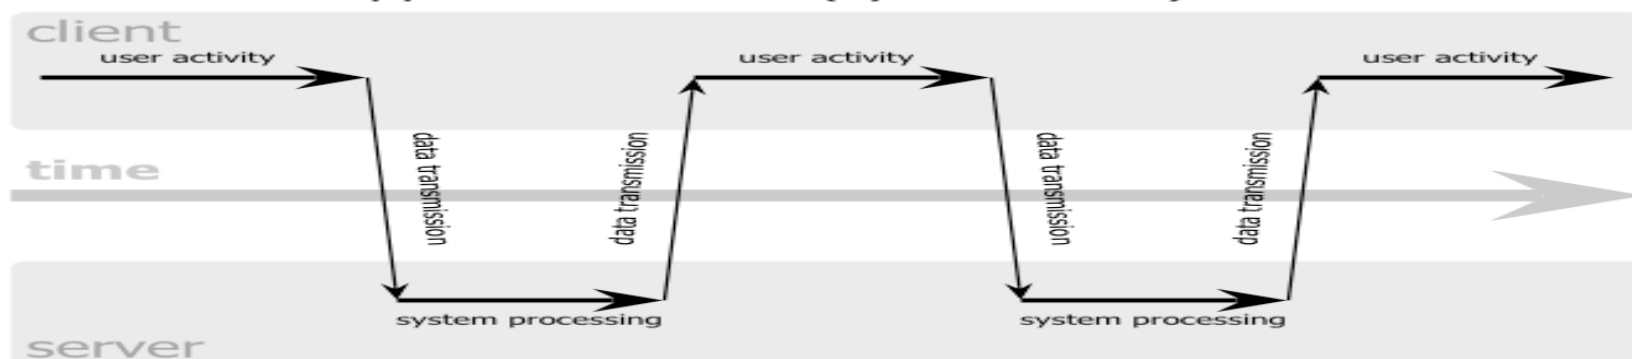 client
user activity
user activity
user activity
data transmission
data transmission
data transmission
data transmission
time
system processing
system processing
server